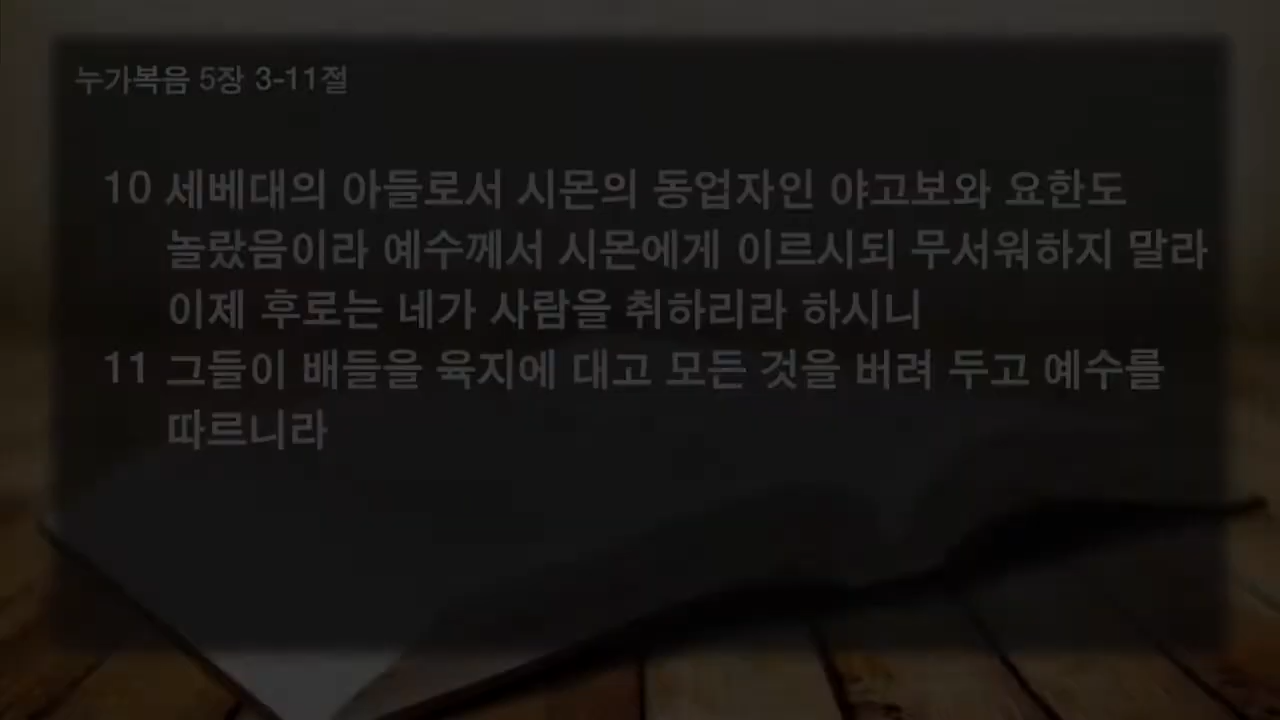 누가복음 5장 3-11절
10 세베대의 아들로서 시몬의 동업자인 야고보와 요한도
놀랐음이라 예수께서 시몬에게 이르시되 무서워하지 말라
이제 후로는 네가 사람을 취하리라 하시니
11 그들이 배들을 육지에 대고 모든 것을 버려 두고 예수를
따르니라